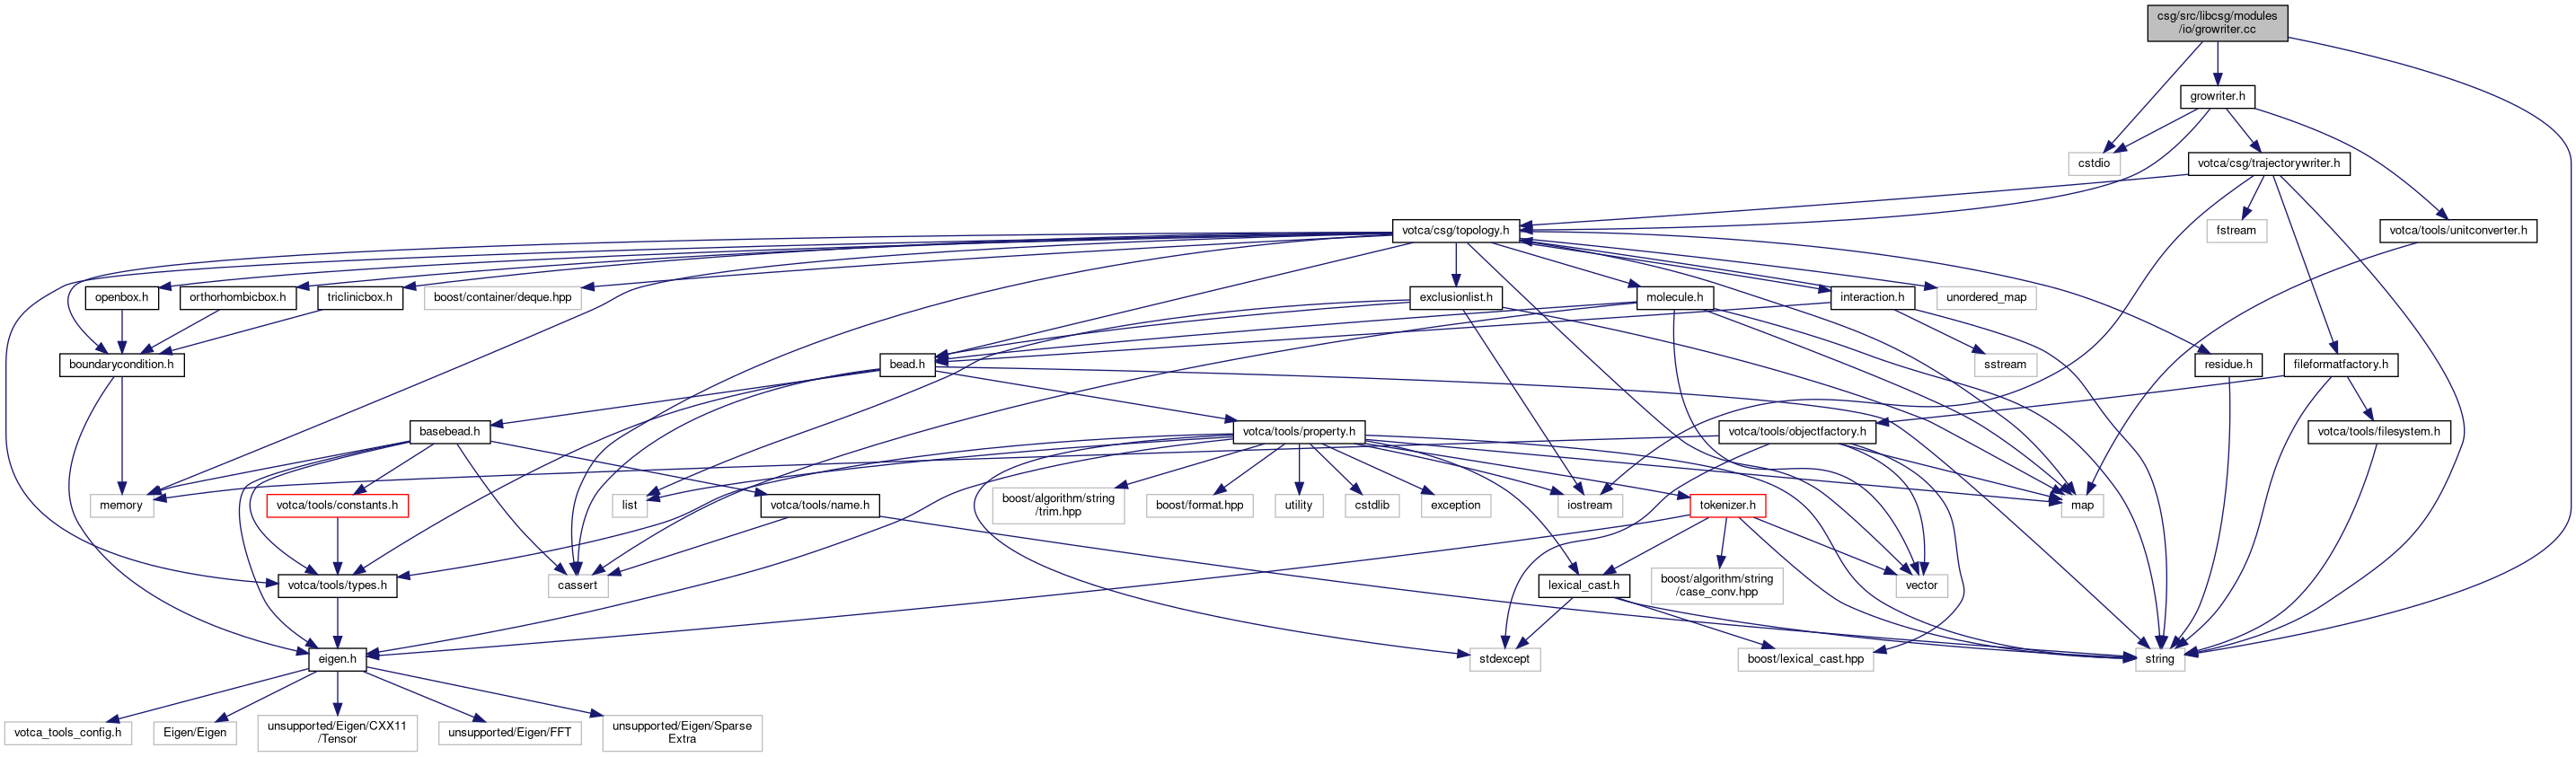 csg/src/libcsg/modules
/io/growriter.cc
growriter.h
cstdio
votca/csg/trajectorywriter.h
votca/csg/topology.h
fstream
votca/tools/unitconverter.h
openbox.h
orthorhombicbox.h
triclinicbox.h
boost/container/deque.hpp
exclusionlist.h
molecule.h
interaction.h
unordered_map
boundarycondition.h
bead.h
sstream
residue.h
fileformatfactory.h
basebead.h
votca/tools/property.h
votca/tools/objectfactory.h
votca/tools/filesystem.h
memory
votca/tools/constants.h
list
votca/tools/name.h
boost/algorithm/string
/trim.hpp
boost/format.hpp
utility
cstdlib
exception
iostream
tokenizer.h
map
votca/tools/types.h
cassert
lexical_cast.h
boost/algorithm/string
/case_conv.hpp
vector
eigen.h
stdexcept
boost/lexical_cast.hpp
string
votca_tools_config.h
Eigen/Eigen
unsupported/Eigen/CXX11
/Tensor
unsupported/Eigen/FFT
unsupported/Eigen/Sparse
Extra